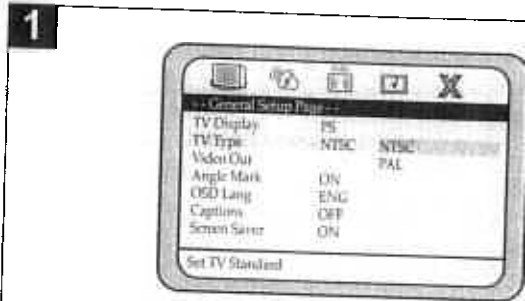 1
- - General Setup Page - -
TV Display PS
TV Type NTSC NTSC
Video Out PAL
Angle Mark ON
OSD Lang ENG
Captions OFF
Screen Saver ON
Set TV Standard